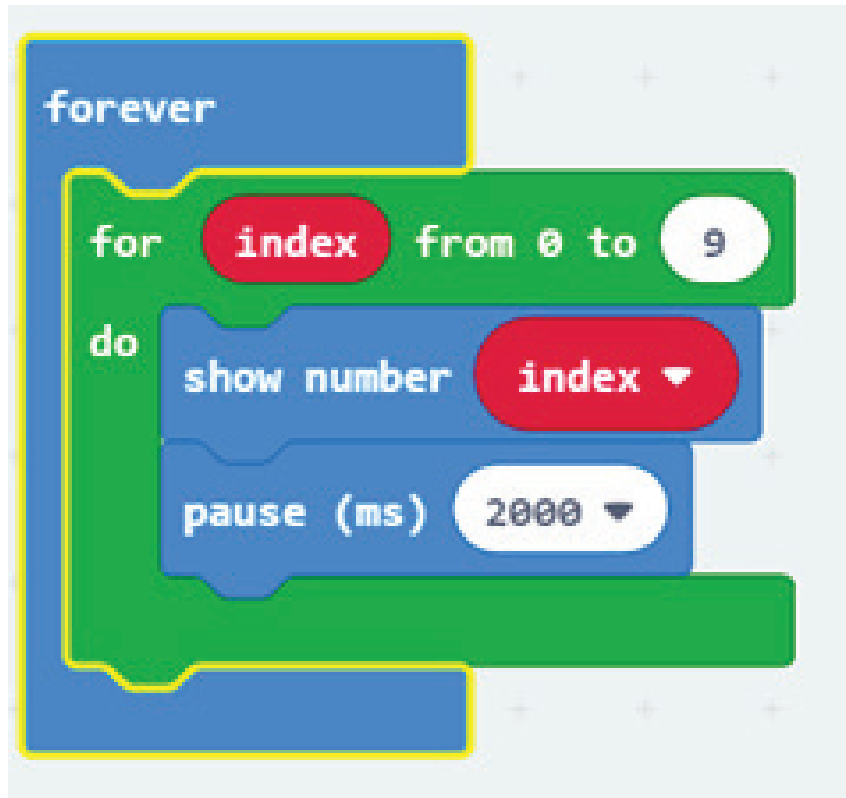 forever
for index from 0 to 9
do
show number index
pause (ms) 2000